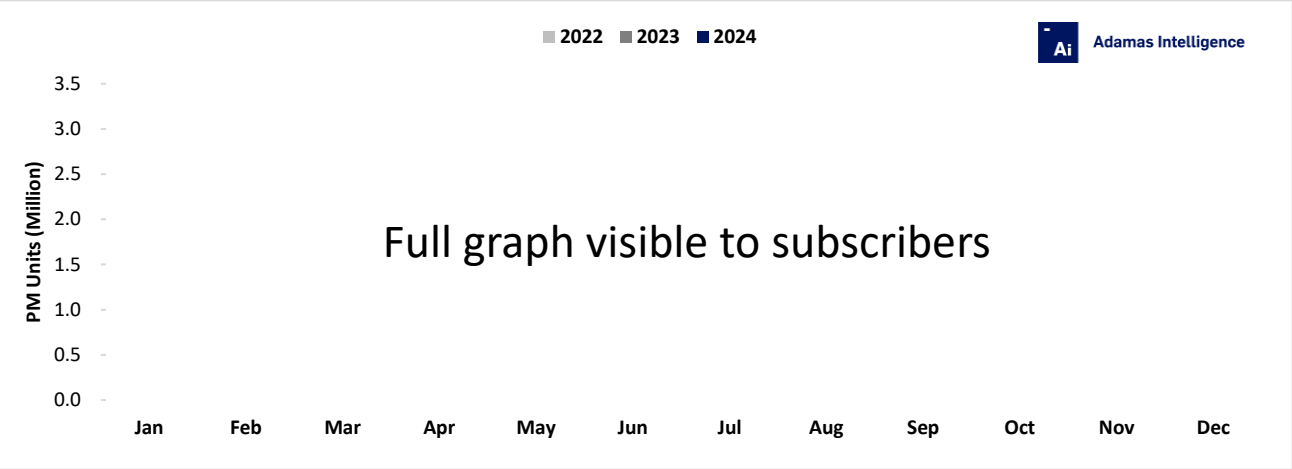 2022 2023 2024
Ai Adamas Intelligence
PM Units (Million)
3.5
3.0
2.5
2.0
1.5
1.0
0.5
0.0
Full graph visible to subscribers
Jan Feb Mar Apr May Jun Jul Aug Sep Oct Nov Dec